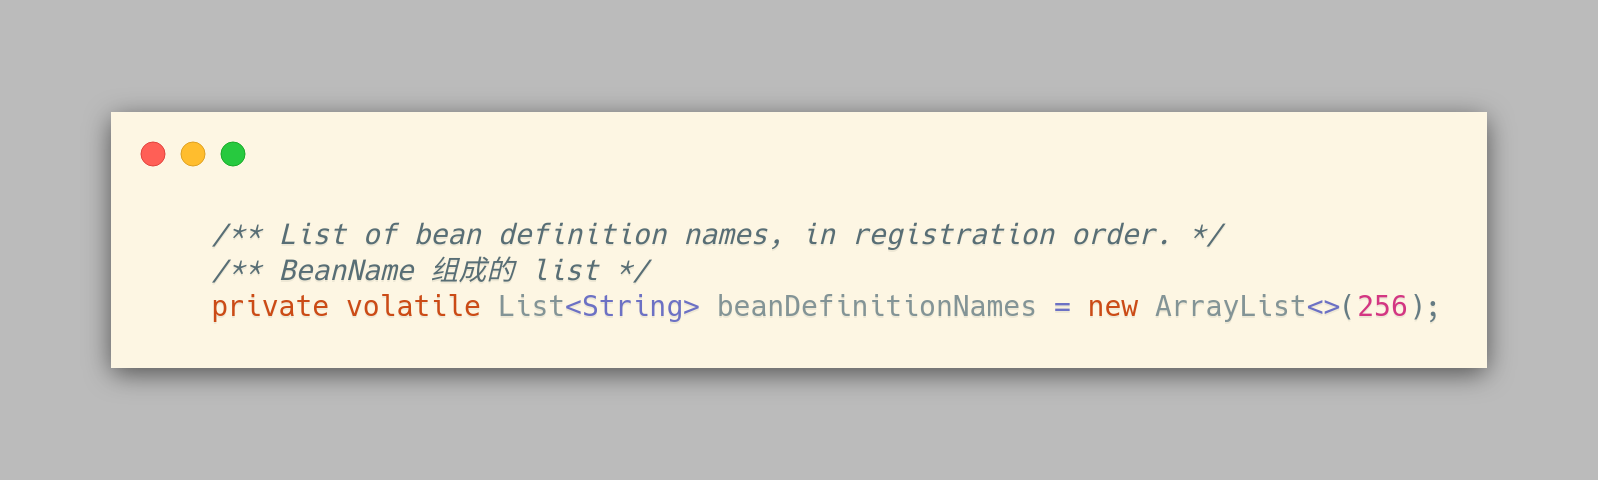 /** List of bean definition names, in registration order. */
/** BeanName 组成的 list */
private volatile List<String> beanDefinitionNames = new ArrayList<>(256);